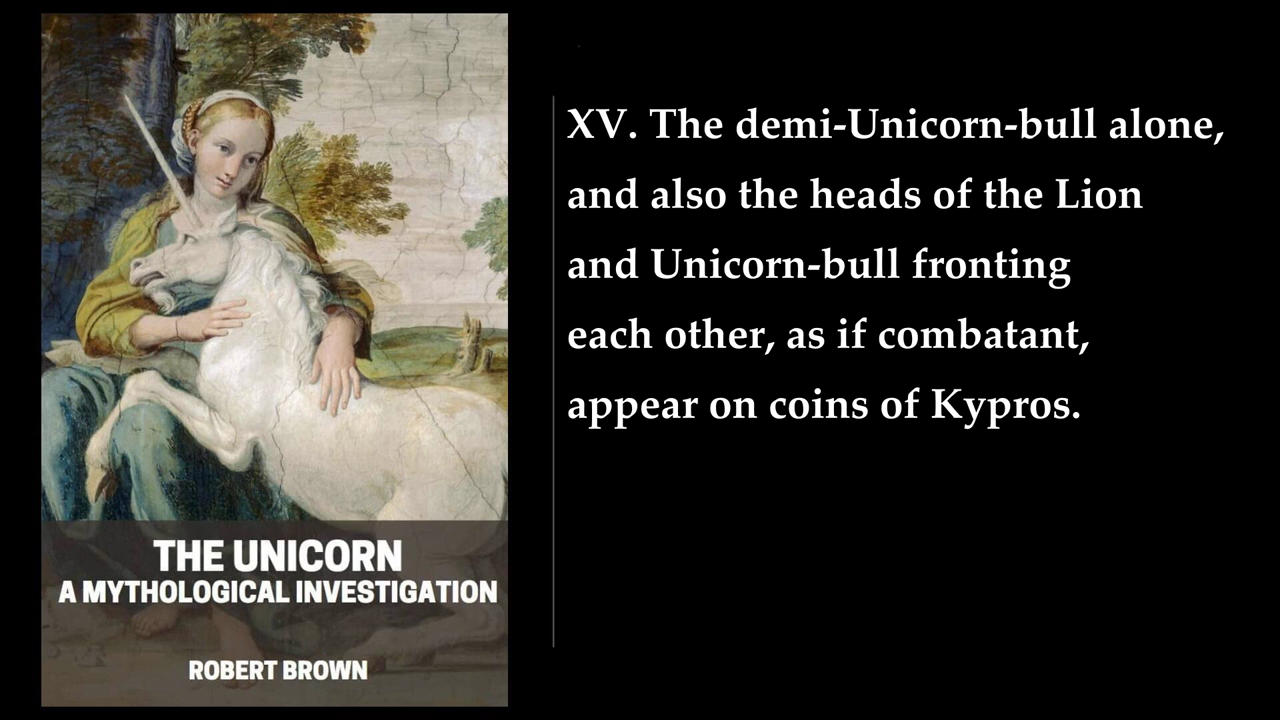 THE UNICORN
A MYTHOLOGICAL INVESTIGATION
ROBERT BROWN
XV. The demi-Unicorn-bull alone,
and also the heads of the Lion
and Unicorn-bull fronting
each other, as if combatant,
appear on coins of Kypros.